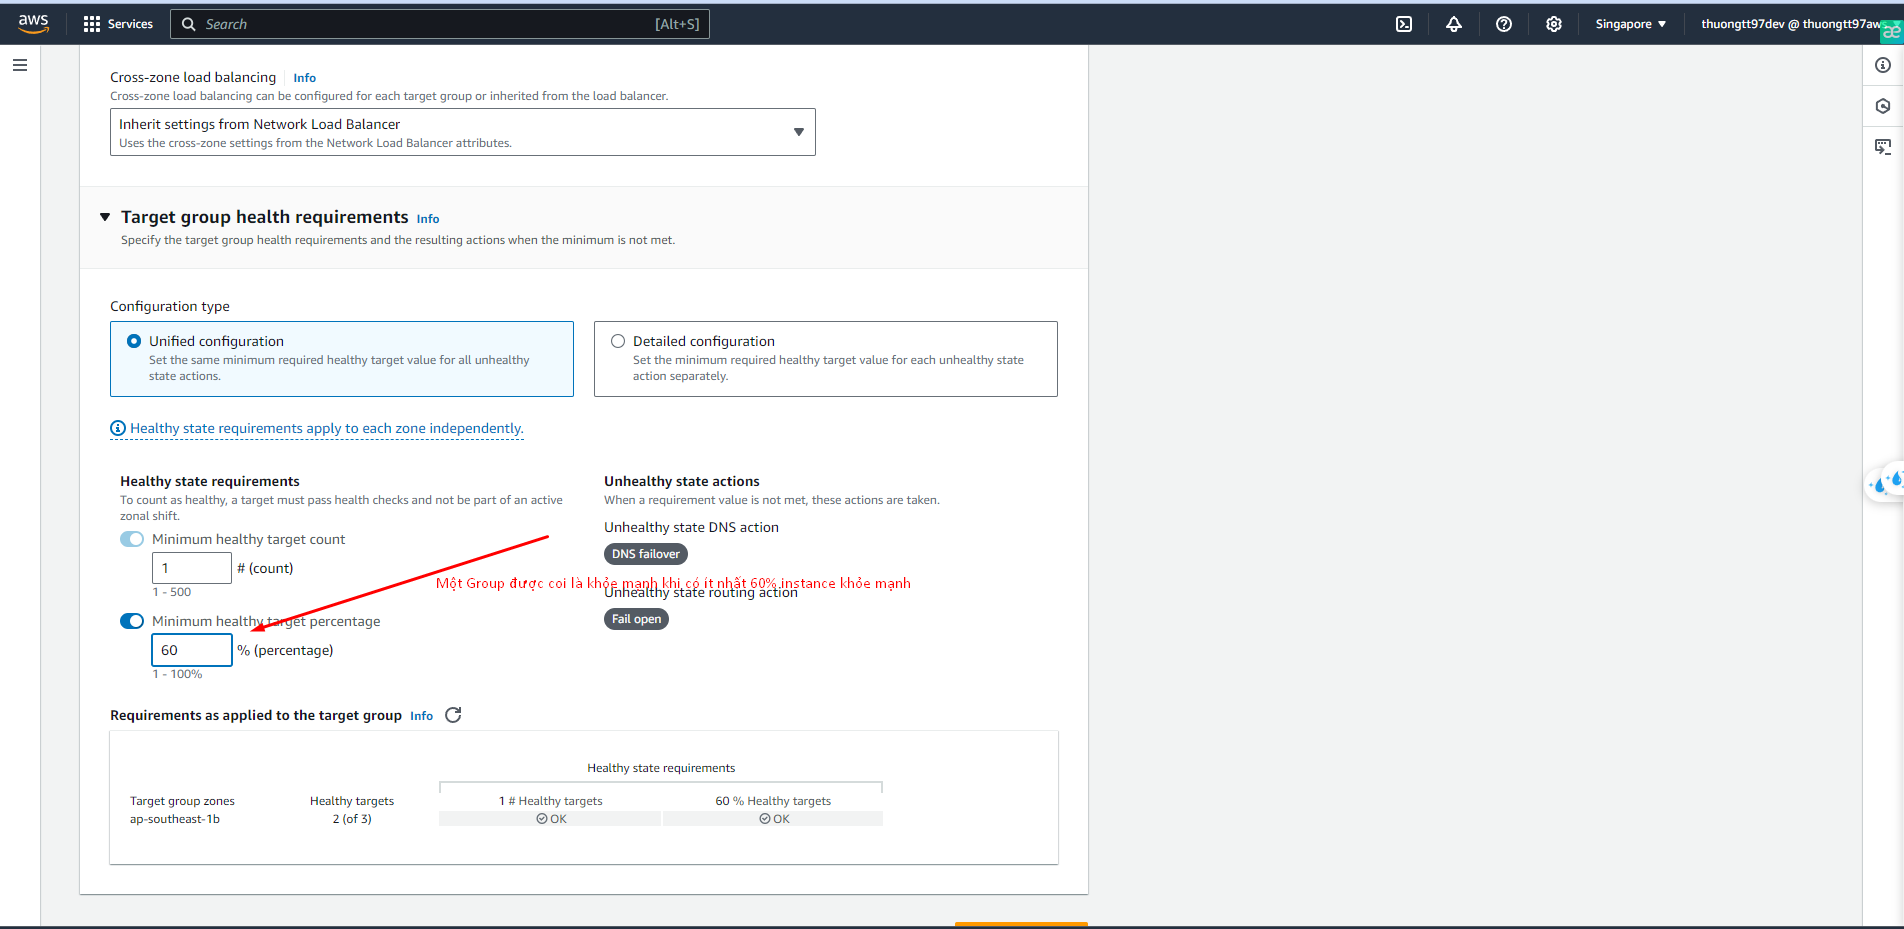 aws
Services
Search
[Alt+S]
Singapore
thuongtt97dev @ thuongtt97aw
æ
Cross-zone load balancing
Info
Cross-zone load balancing can be configured for each target group or inherited from the load balancer.
Inherit settings from Network Load Balancer
Uses the cross-zone settings from the Network Load Balancer attributes.
Target group health requirements
Info
Specify the target group health requirements and the resulting actions when the minimum is not met.
Configuration type
Unified configuration
Set the same minimum required healthy target value for all unhealthy
state actions.
Detailed configuration
Set the minimum required healthy target value for each unhealthy state
action separately.
Healthy state requirements apply to each zone independently.
Healthy state requirements
To count as healthy, a target must pass health checks and not be part of an active
zonal shift.
Minimum healthy target count
1
# (count)
1 - 500
Minimum healthy target percentage
60
% (percentage)
1 - 100%
Unhealthy state actions
When a requirement value is not met, these actions are taken.
Unhealthy state DNS action
DNS failover
Một Group được coi là khỏe mạnh khi có ít nhất 60% instance khỏe mạnh
Unhealthy state routing action
Fail open
Requirements as applied to the target group
Info
Healthy state requirements
Target group zones
Healthy targets
1 # Healthy targets
60 % Healthy targets
ap-southeast-1b
2 (of 3)
OK
OK